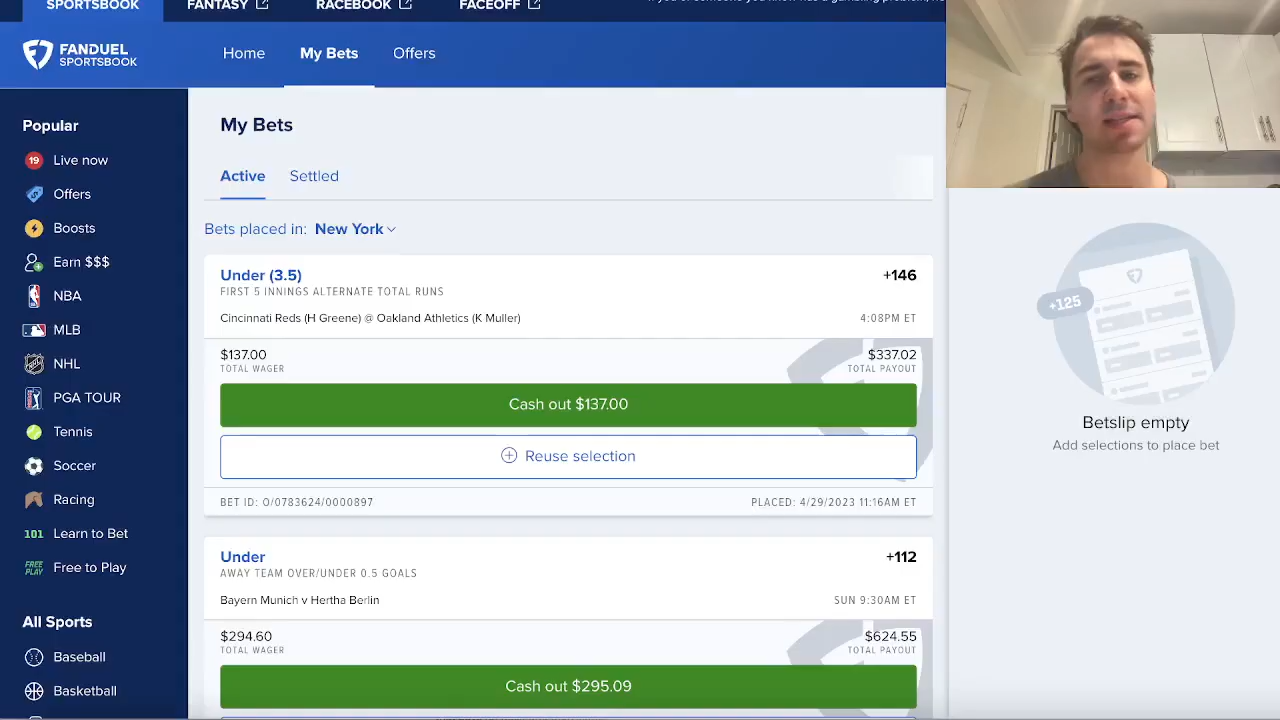 SPORTSBOOK
FANTASY
RACEBOOK
FACEOFF
FANDUEL
SPORTSBOOK
Home
My Bets
Offers
Popular
19 Live now
Offers
Boosts
Earn $$$
NBA
MLB
NHL
PGA TOUR
Tennis
Soccer
Racing
101 Learn to Bet
FREE PLAY Free to Play
All Sports
Baseball
Basketball
My Bets
Active
Settled
Bets placed in: New York
Under (3.5) +146
FIRST 5 INNINGS ALTERNATE TOTAL RUNS
Cincinnati Reds (H Greene) @ Oakland Athletics (K Muller) 4:08PM ET
$137.00 $337.02
TOTAL WAGER TOTAL PAYOUT
Cash out $137.00
Reuse selection
BET ID: O/0783624/0000897 PLACED: 4/29/2023 11:16AM ET
Under +112
AWAY TEAM OVER/UNDER 0.5 GOALS
Bayern Munich v Hertha Berlin SUN 9:30AM ET
$294.60 $624.55
TOTAL WAGER TOTAL PAYOUT
Cash out $295.09
+125
Betslip empty
Add selections to place bet